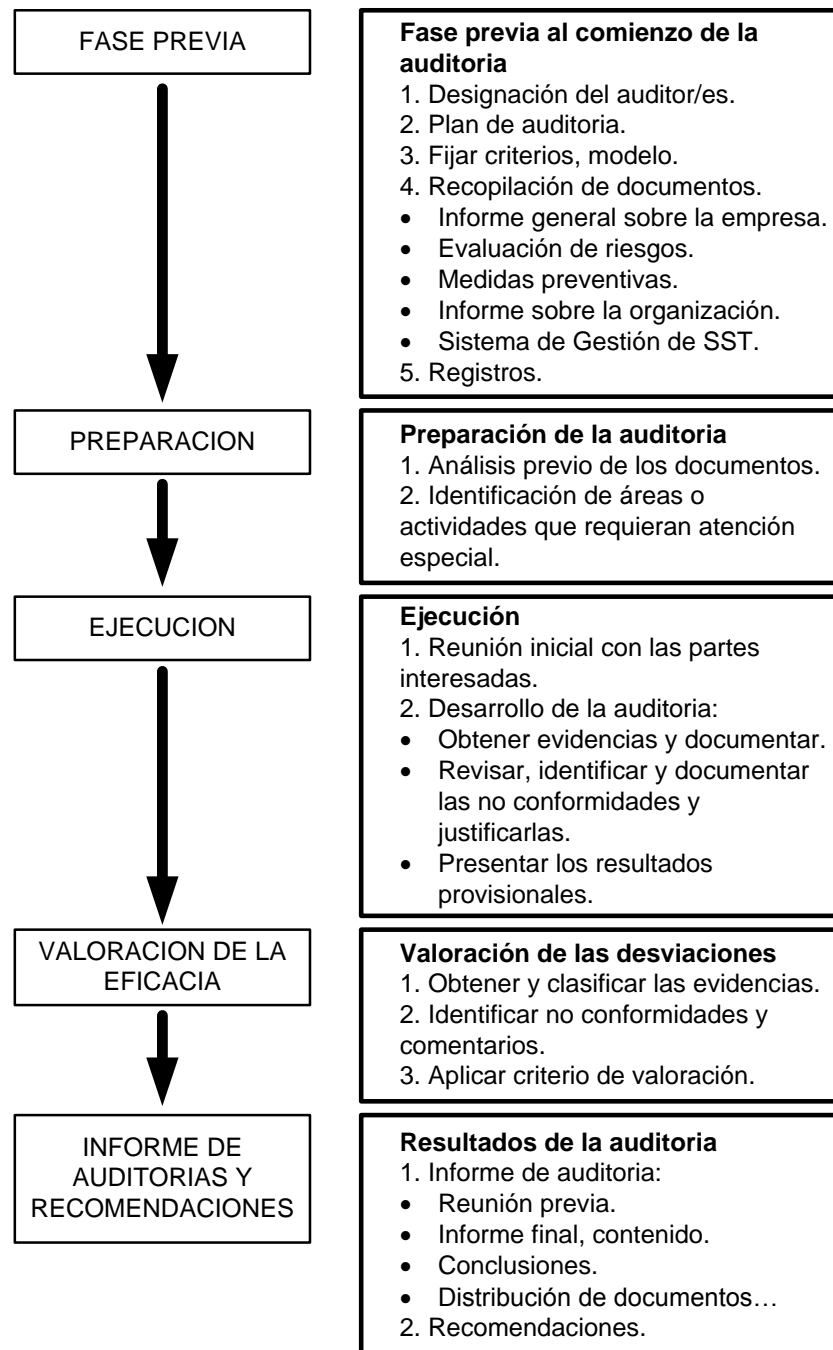 FASE PREVIA
Fase previa al comienzo de la
auditoria
1. Designación del auditor/es.
2. Plan de auditoria.
3. Fijar criterios, modelo.
4. Recopilación de documentos.
• Informe general sobre la empresa.
• Evaluación de riesgos.
• Medidas preventivas.
• Informe sobre la organización.
• Sistema de Gestión de SST.
5. Registros.
PREPARACION
Preparación de la auditoria
1. Análisis previo de los documentos.
2. Identificación de áreas o
actividades que requieran atención
especial.
EJECUCION
Ejecución
1. Reunión inicial con las partes
interesadas.
2. Desarrollo de la auditoria:
• Obtener evidencias y documentar.
• Revisar, identificar y documentar
las no conformidades y
justificarlas.
• Presentar los resultados
provisionales.
VALORACION DE LA
EFICACIA
Valoración de las desviaciones
1. Obtener y clasificar las evidencias.
2. Identificar no conformidades y
comentarios.
3. Aplicar criterio de valoración.
INFORME DE
AUDITORIAS Y
RECOMENDACIONES
Resultados de la auditoria
1. Informe de auditoria:
• Reunión previa.
• Informe final, contenido.
• Conclusiones.
• Distribución de documentos…
2. Recomendaciones.